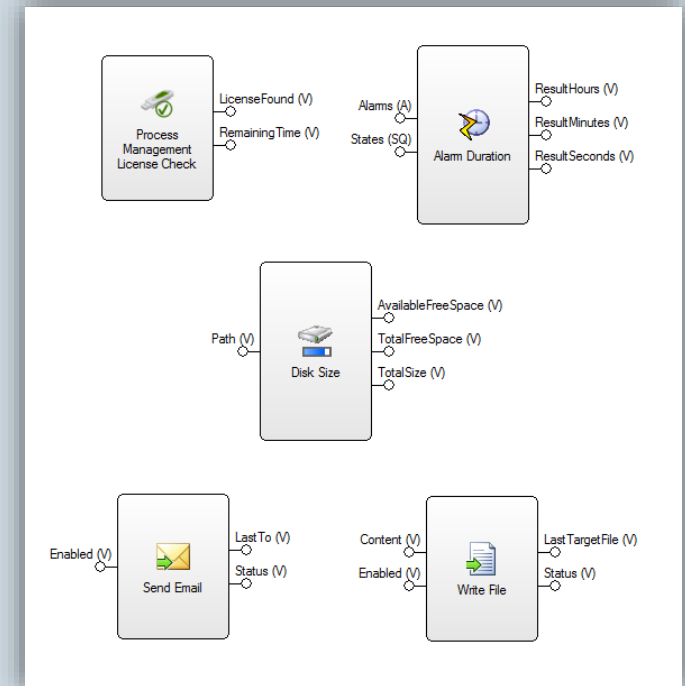 LicenseFound (V)
RemainingTime (V)
Process
Management
License Check
Alarms (A)
States (SQ)
Alarm Duration
ResultHours (V)
ResultMinutes (V)
ResultSeconds (V)
Path (V)
Disk Size
AvailableFreeSpace (V)
TotalFreeSpace (V)
TotalSize (V)
Enabled (V)
Send Email
LastTo (V)
Status (V)
Content (V)
Enabled (V)
Write File
LastTargetFile (V)
Status (V)